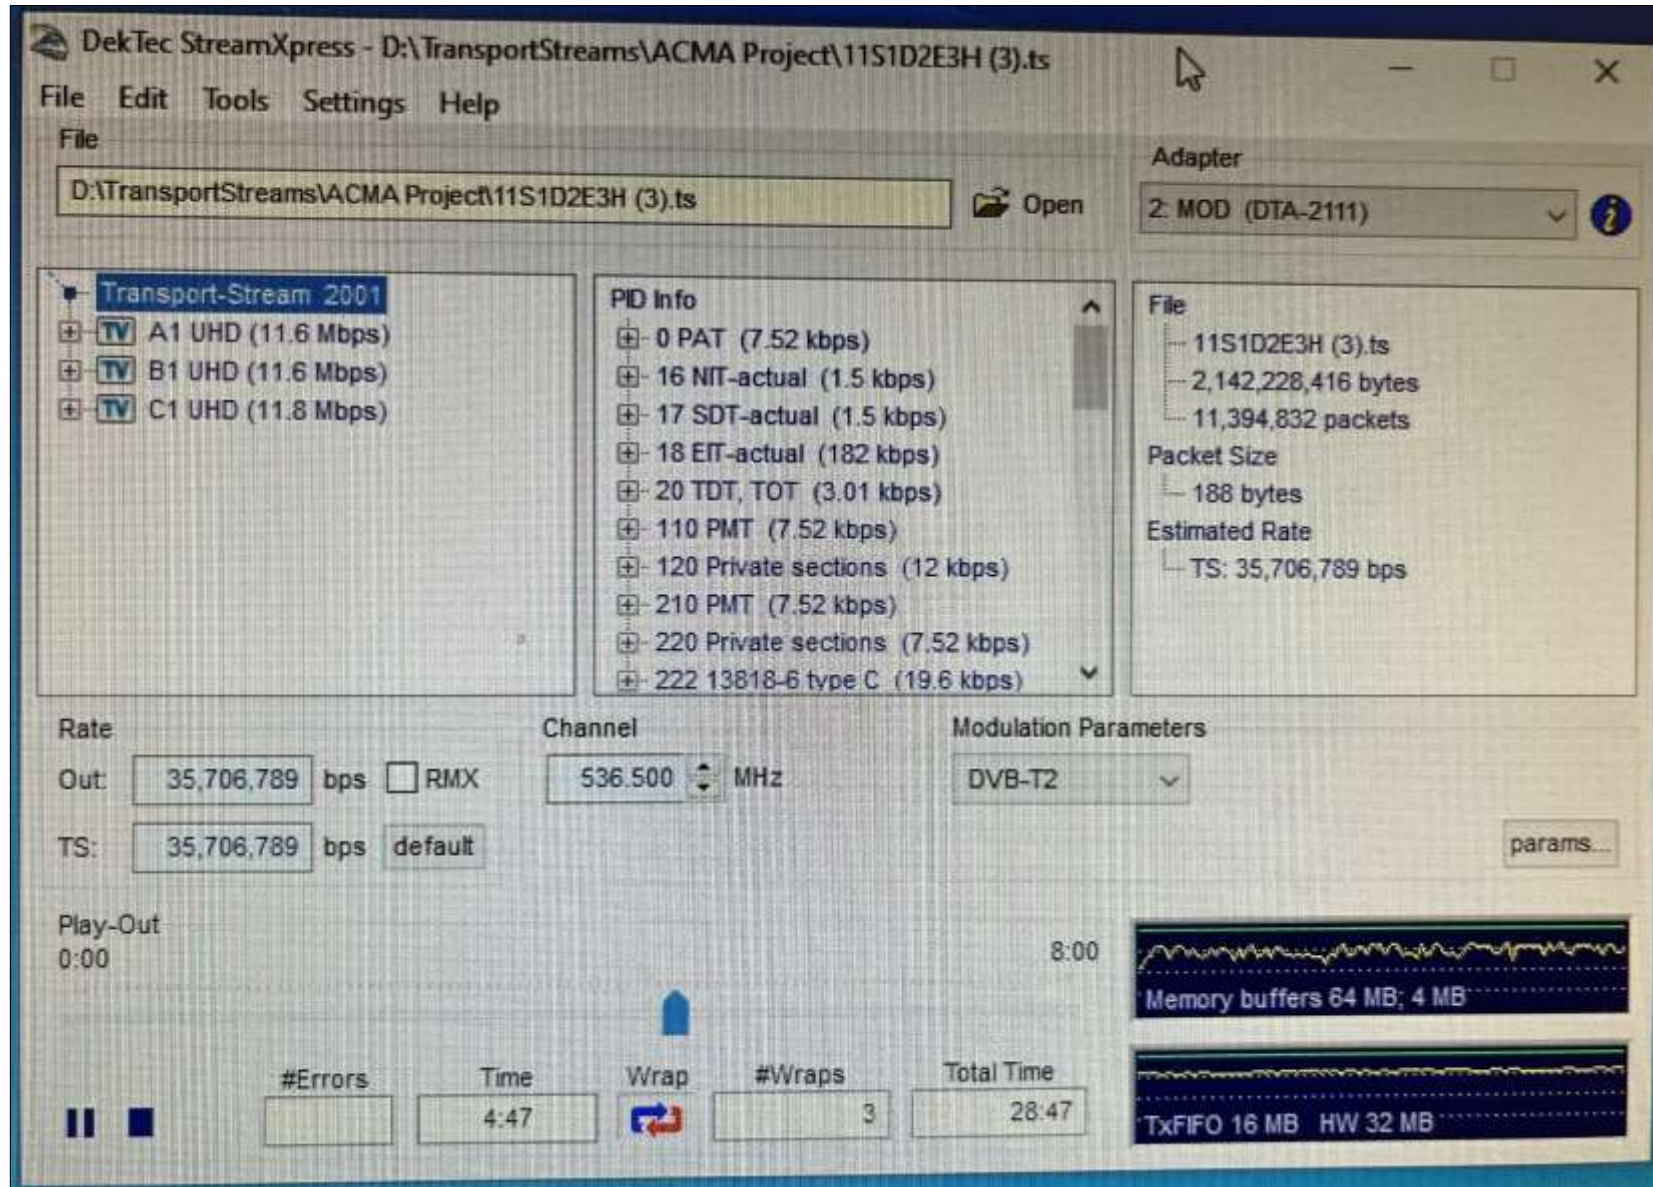 DekTec StreamXpress - D:\TransportStreams\ACMA Project\11S1D2E3H (3).ts
File Edit Tools Settings Help
File
D:\TransportStreams\ACMA Project\11S1D2E3H (3).ts
Open
Adapter
2: MOD (DTA-2111)
Transport-Stream 2001
TV A1 UHD (11.6 Mbps)
TV B1 UHD (11.6 Mbps)
TV C1 UHD (11.8 Mbps)
PID Info
0 PAT (7.52 kbps)
16 NIT-actual (1.5 kbps)
17 SDT-actual (1.5 kbps)
18 EIT-actual (182 kbps)
20 TDT, TOT (3.01 kbps)
110 PMT (7.52 kbps)
120 Private sections (12 kbps)
210 PMT (7.52 kbps)
220 Private sections (7.52 kbps)
222 13818-6 type C (19.6 kbps)
File
11S1D2E3H (3).ts
2,142,228,416 bytes
11,394,832 packets
Packet Size
188 bytes
Estimated Rate
TS: 35,706,789 bps
Rate
Out: 35,706,789 bps RMX
TS: 35,706,789 bps default
Channel
536.500 MHz
Modulation Parameters
DVB-T2
params...
Play-Out
0:00
8:00
#Errors
Time
4:47
Wrap
#Wraps
3
Total Time
28:47
Memory buffers 64 MB; 4 MB
TxFIFO 16 MB HW 32 MB